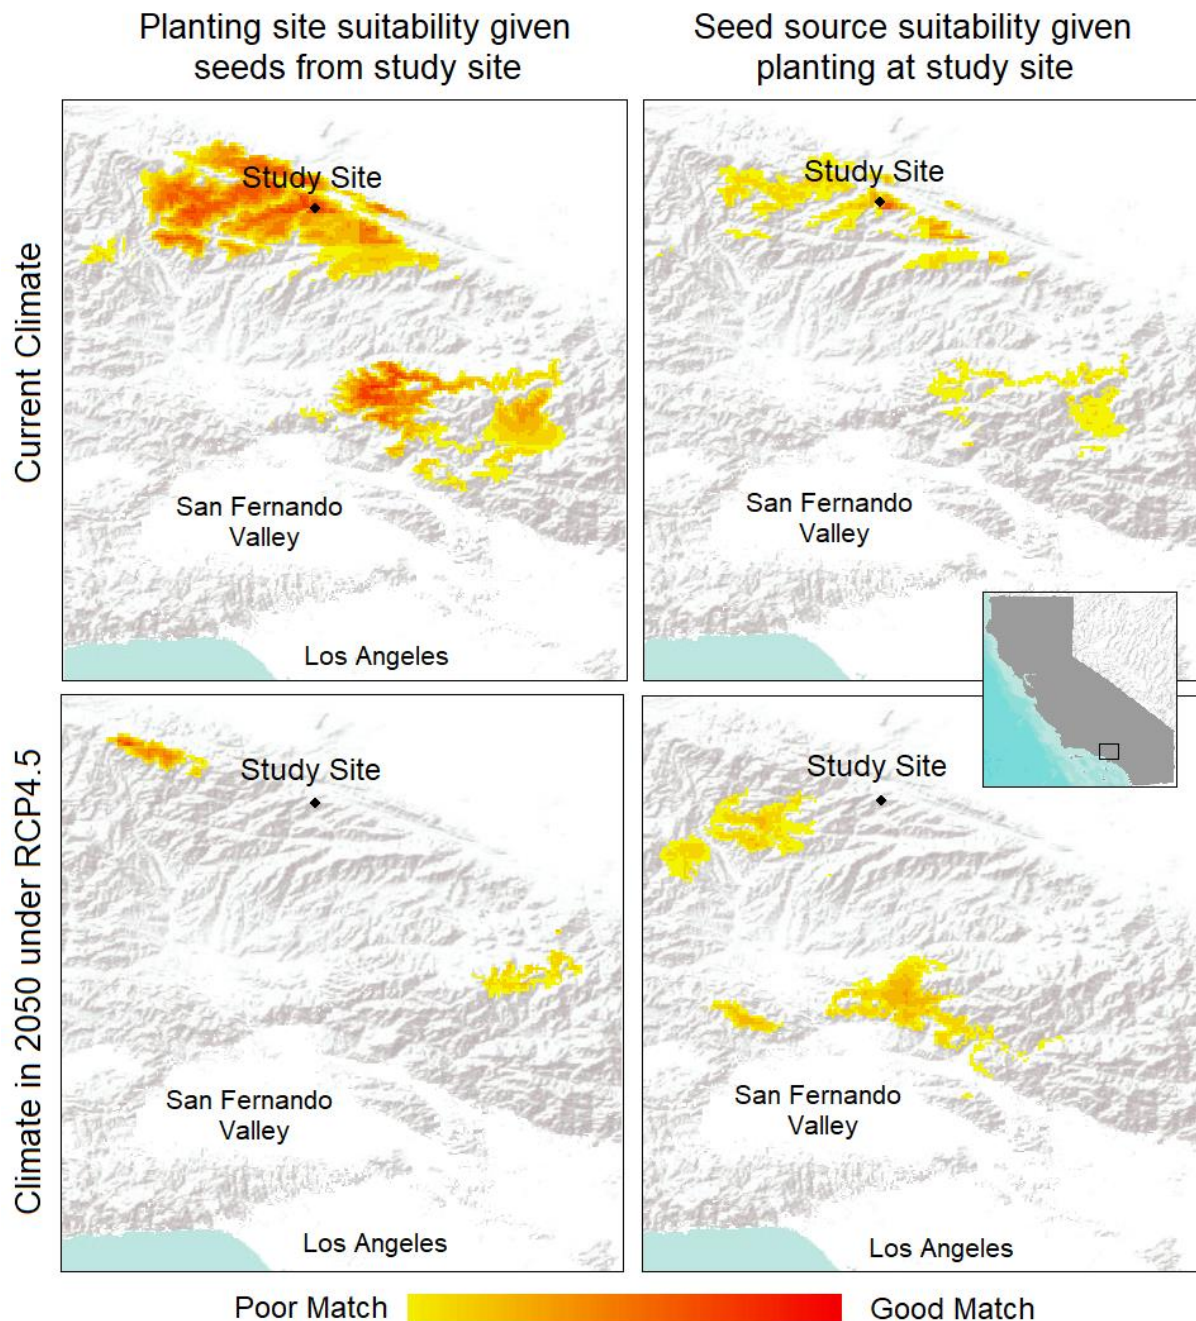 Planting site suitability given
seeds from study site
Seed source suitability given
planting at study site
Current Climate
Study Site
San Fernando
Valley
Los Angeles
Study Site
San Fernando
Valley
Climate in 2050 under RCP4.5
Study Site
San Fernando
Valley
Los Angeles
Study Site
San Fernando
Valley
Los Angeles
Poor Match
Good Match